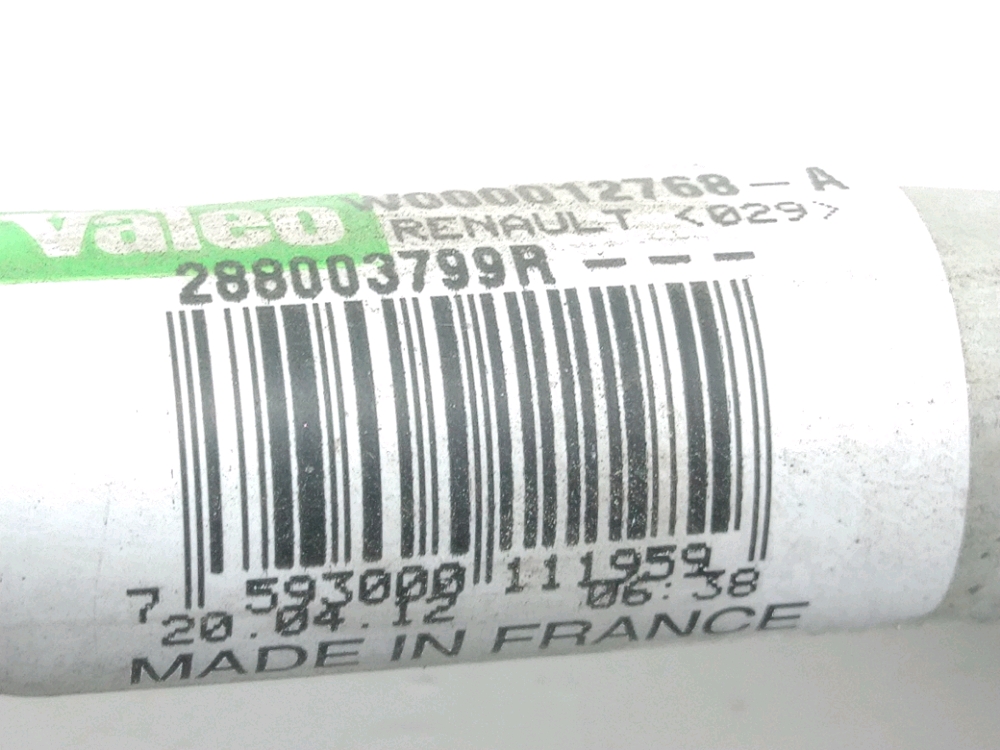 Valeo W000012768-A
RENAULT <029>
288003799R ---
7 593000 111959
20.04.12 06:38
MADE IN FRANCE